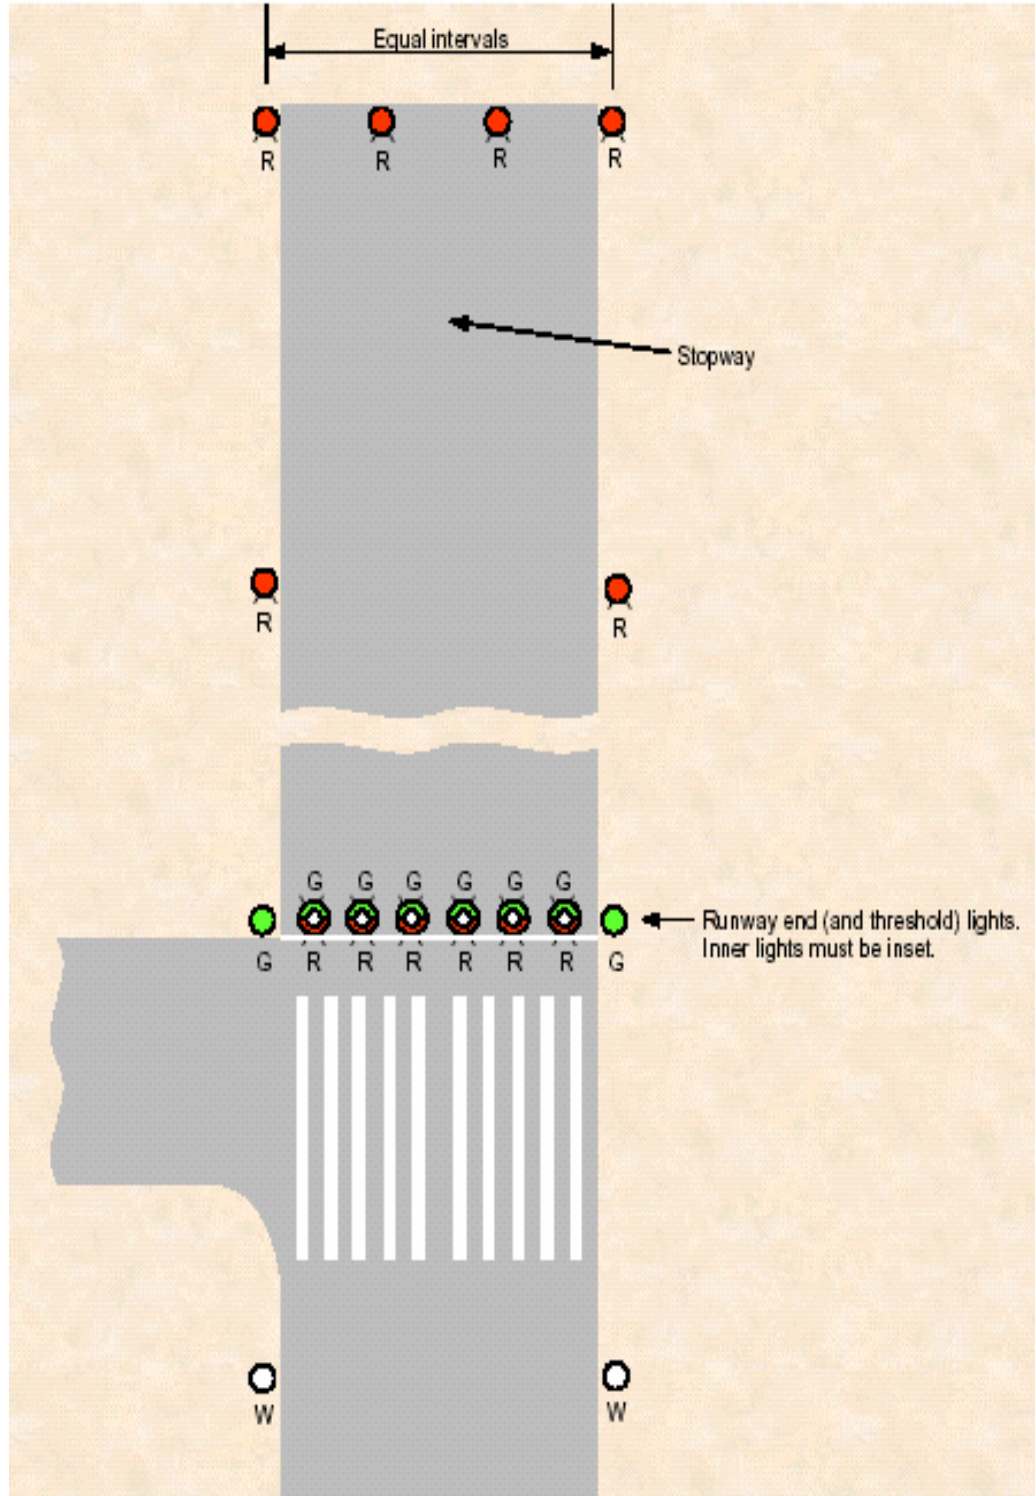 Equal intervals
R R R R
Stopway
R R
G G G G G G
Runway end (and threshold) lights.
Inner lights must be inset.
G R R R R R R G
W W